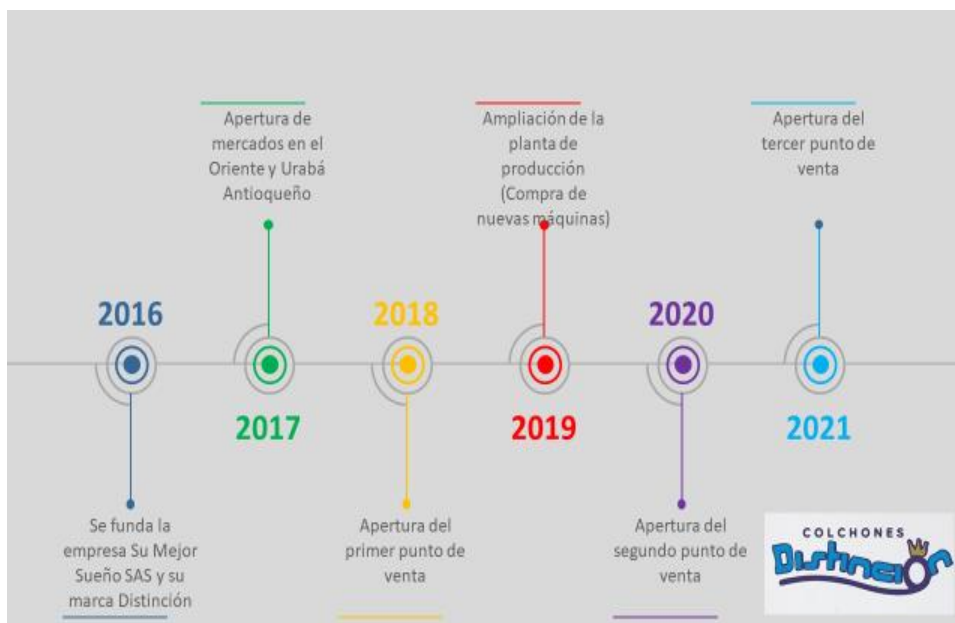 Apertura de
mercados en el
Oriente y Urabá
Antioqueño
Ampliación de la
planta de
producción
(Compra de
nuevas máquinas)
Apertura del
tercer punto de
venta
2016
2018
2020
2017
2019
2021
Se funda la
empresa Su Mejor
Sueño SAS y su
marca Distinción
Apertura del
primer punto de
venta
Apertura del
segundo punto de
venta
COLCHONES
Distinción